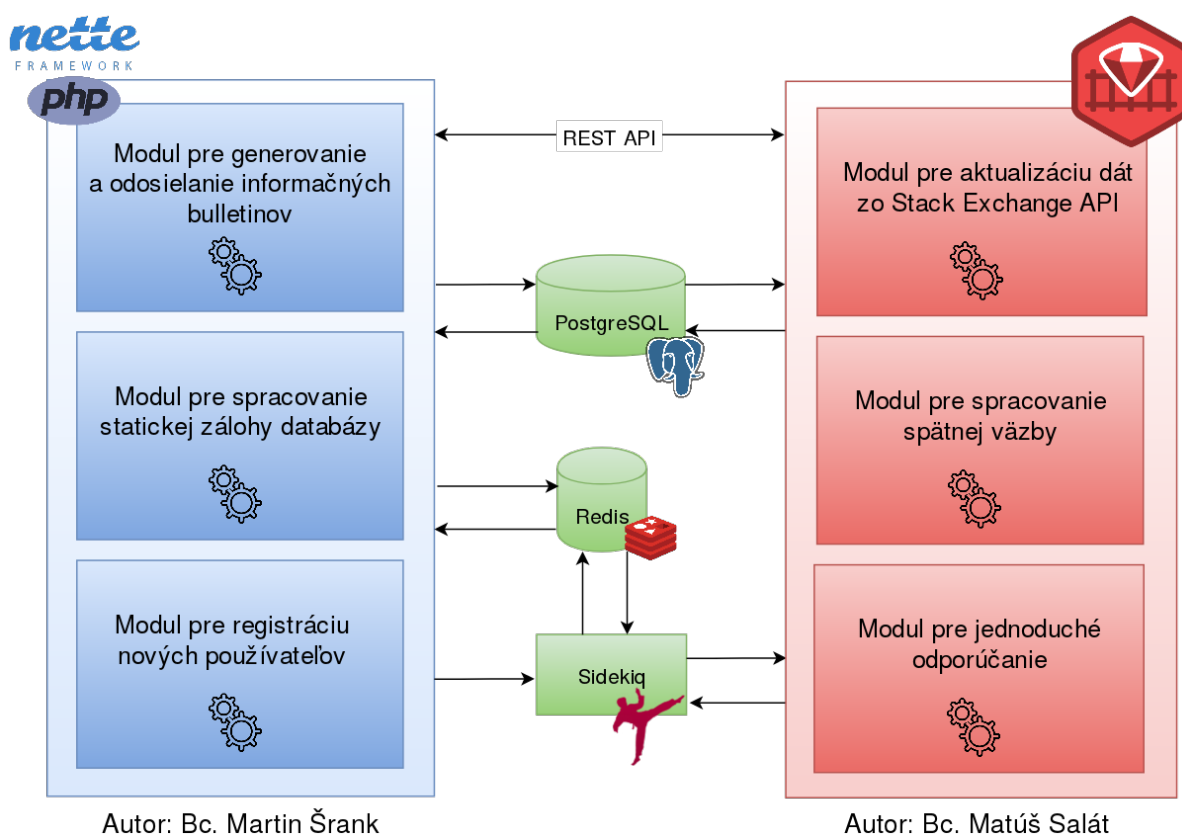 nette
FRAMEWORK
php
Modul pre generovanie
a odosielanie informačných
bulletinov
Modul pre spracovanie
statickej zálohy databázy
Modul pre registráciu
nových používateľov
Autor: Bc. Martin Šrank
REST API
PostgreSQL
Redis
Sidekiq
Modul pre aktualizáciu dát
zo Stack Exchange API
Modul pre spracovanie
spätnej väzby
Modul pre jednoduché
odporúčanie
Autor: Bc. Matúš Salát